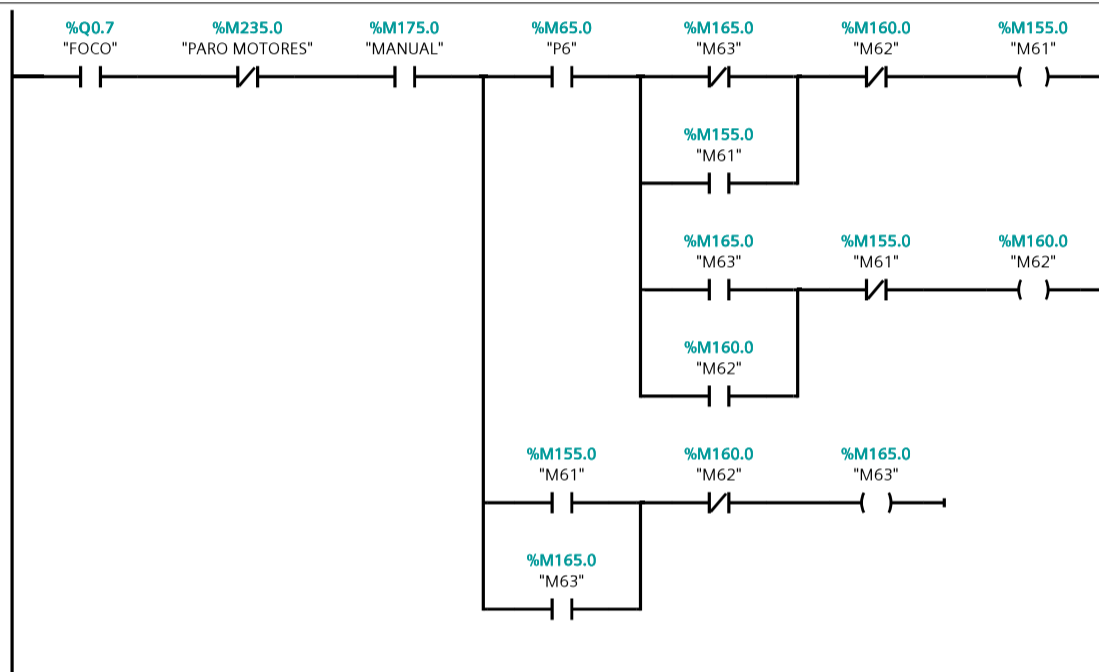 %Q0.7 %M235.0 %M175.0 %M65.0 %M165.0 %M160.0 %M155.0
"FOCO" "PARO MOTORES" "MANUAL" "P6" "M63" "M62" "M61"
%M155.0
"M61"
%M165.0 %M155.0 %M160.0
"M63" "M61" "M62"
%M160.0
"M62"
%M155.0 %M160.0 %M165.0
"M61" "M62" "M63"
%M165.0
"M63"